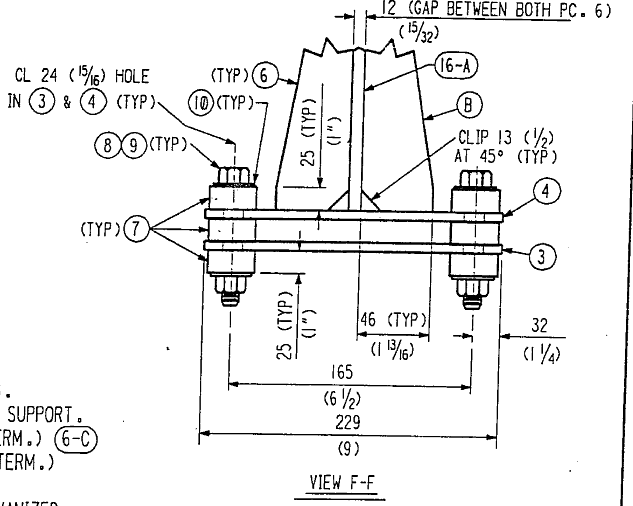 12 (GAP BETWEEN BOTH PC. 6)
(15/32)
CL 24 (15/16) HOLE
IN 3 & 4 (TYP)
(TYP) 6
10 (TYP)
16-A
B
8 9 (TYP)
25 (TYP)
(1")
CLIP 13 (1/2)
AT 45° (TYP)
4
(TYP) 7
3
25 (TYP)
(1")
46 (TYP)
(1 13/16)
32
(1 1/4)
165
(6 1/2)
229
(9)
SUPPORT.
ERM.) 6-C
TERM.)
VIEW F-F